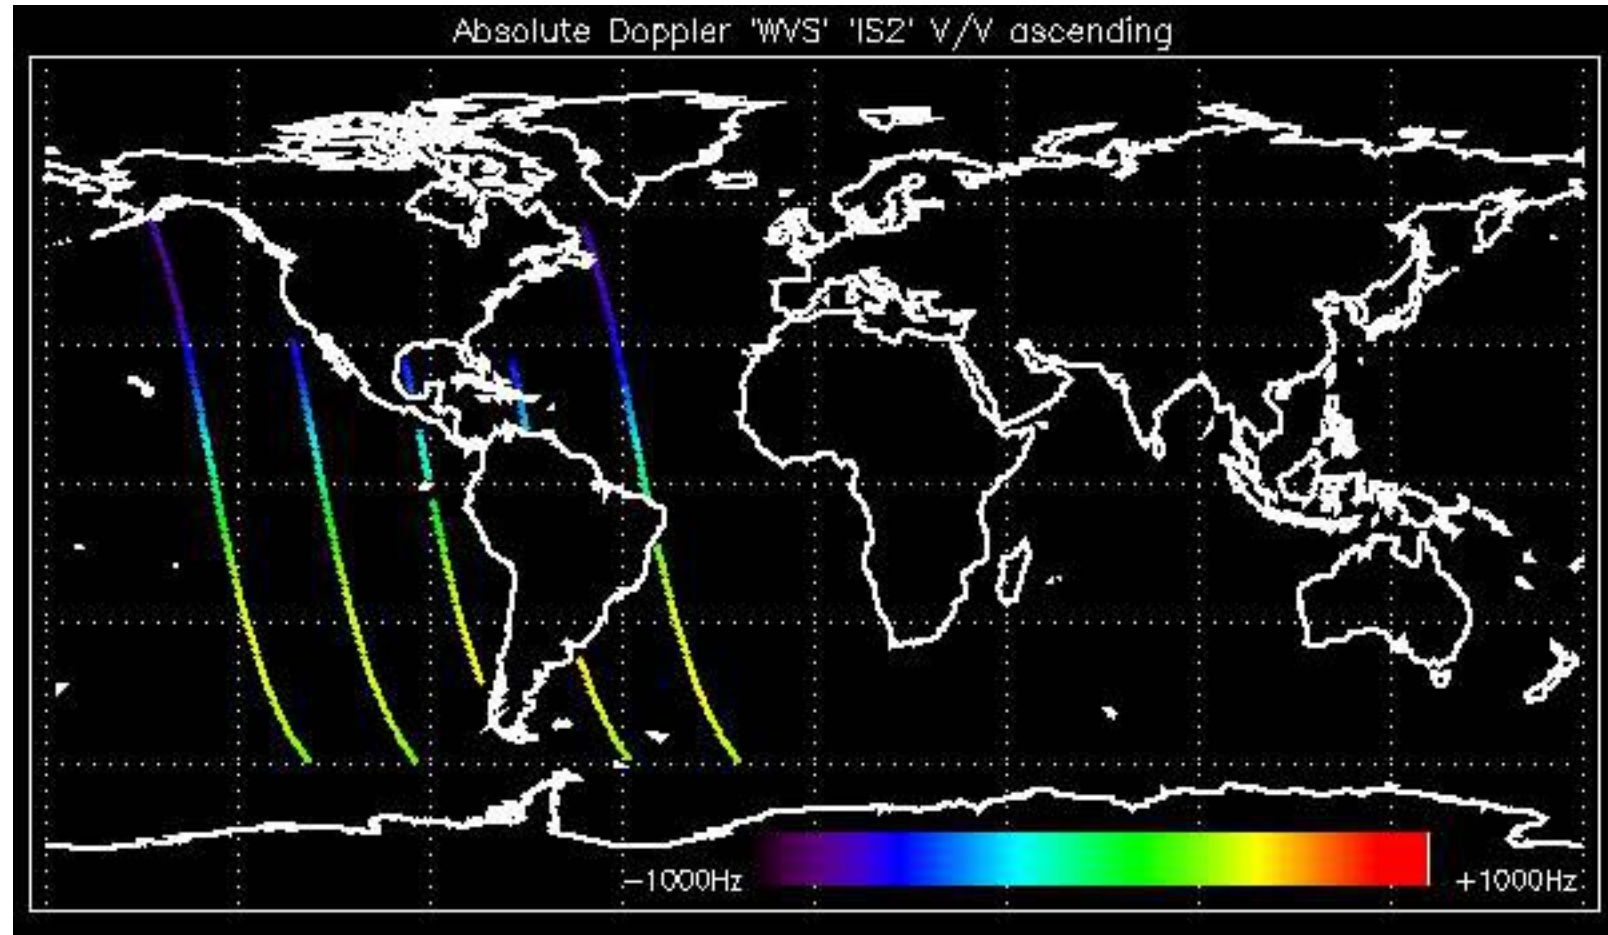 Absolute Doppler 'WVS' 'IS2' V/V ascending
−1000Hz +1000Hz